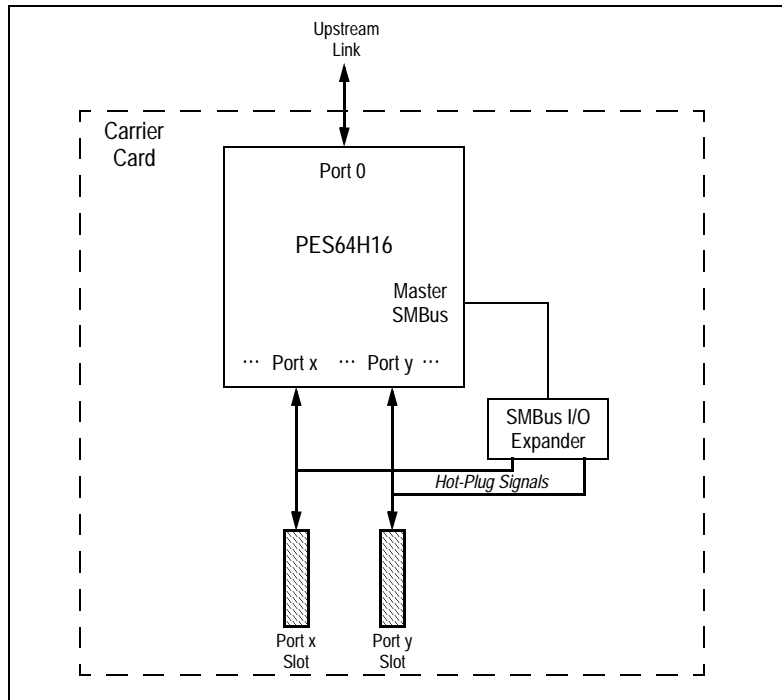 Upstream
Link
Carrier
Card
Port 0
PES64H16
Master
SMBus
... Port x ... Port y ...
SMBus I/O
Expander
Hot-Plug Signals
Port x
Slot
Port y
Slot